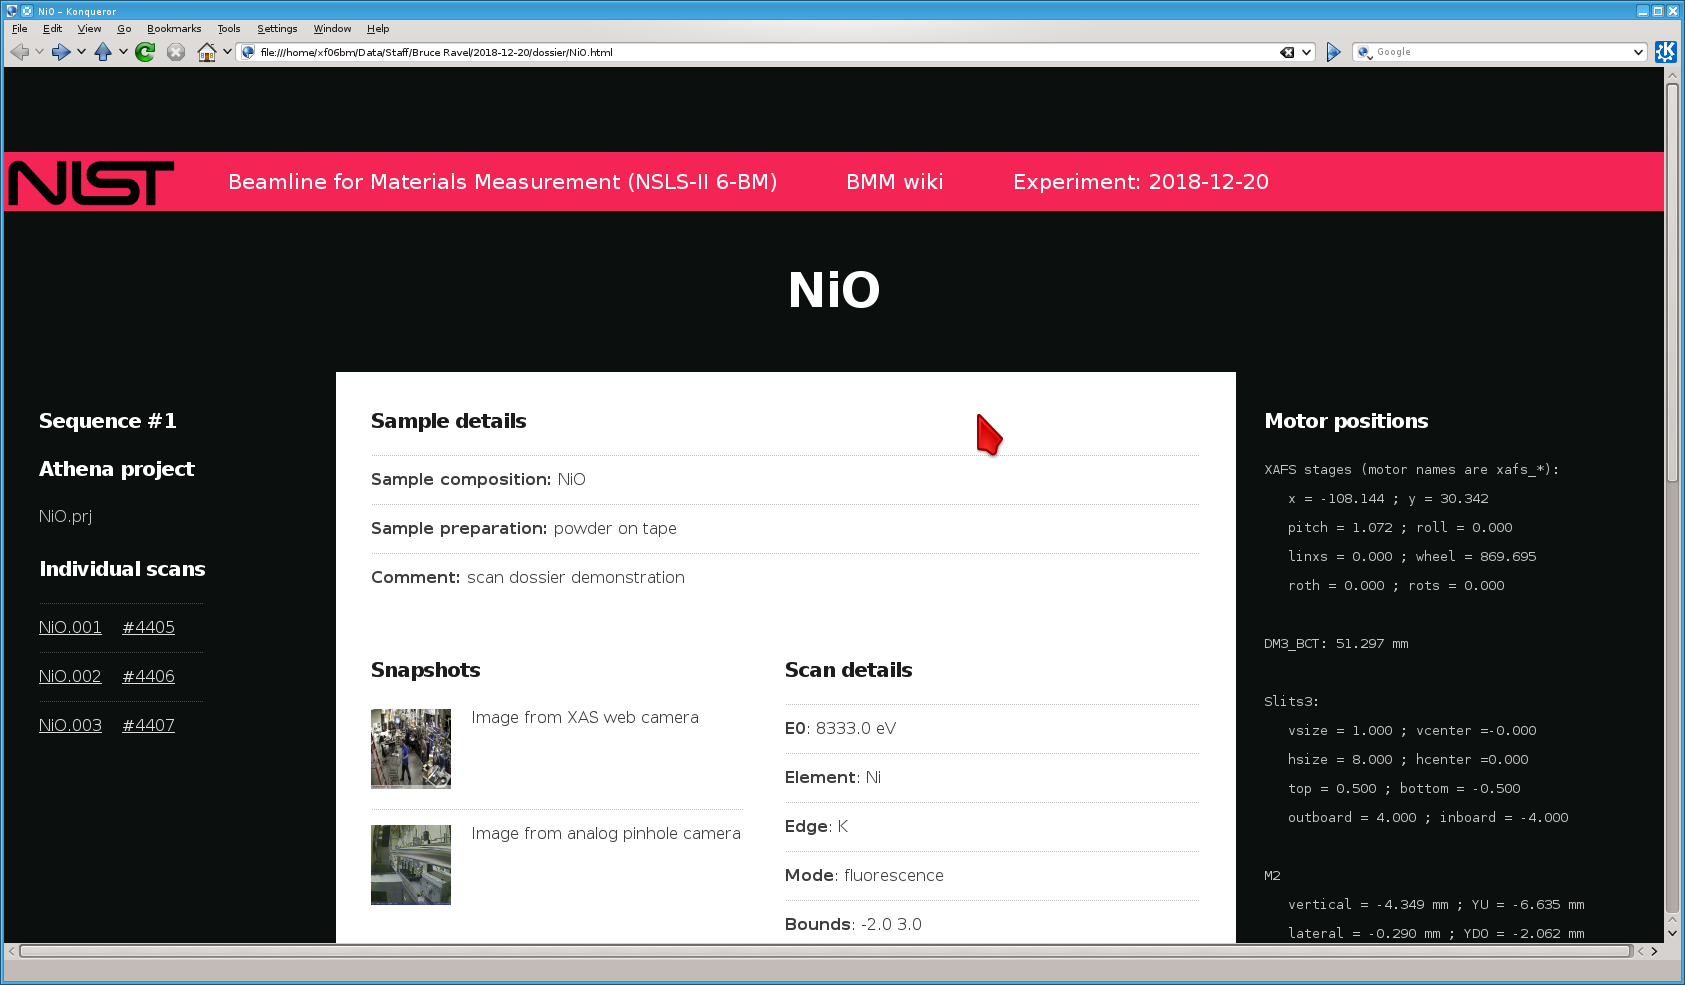 NiO – Konqueror
File Edit View Go Bookmarks Tools Settings Window Help
file:///home/xf06bm/Data/Staff/Bruce Ravel/2018-12-20/dossier/NiO.html
Google
NIST
Beamline for Materials Measurement (NSLS-II 6-BM) BMM wiki Experiment: 2018-12-20
NiO
Sequence #1
Athena project
NiO.prj
Individual scans
NiO.001 #4405
NiO.002 #4406
NiO.003 #4407
Sample details
Sample composition: NiO
Sample preparation: powder on tape
Comment: scan dossier demonstration
Snapshots
Image from XAS web camera
Image from analog pinhole camera
Scan details
E0: 8333.0 eV
Element: Ni
Edge: K
Mode: fluorescence
Bounds: -2.0 3.0
Motor positions
XAFS stages (motor names are xafs_*):
x = -108.144 ; y = 30.342
pitch = 1.072 ; roll = 0.000
linxs = 0.000 ; wheel = 869.695
roth = 0.000 ; rots = 0.000
DM3_BCT: 51.297 mm
Slits3:
vsize = 1.000 ; vcenter =-0.000
hsize = 8.000 ; hcenter =0.000
top = 0.500 ; bottom = -0.500
outboard = 4.000 ; inboard = -4.000
M2
vertical = -4.349 mm ; YU = -6.635 mm
lateral = -0.290 mm ; YDO = -2.062 mm